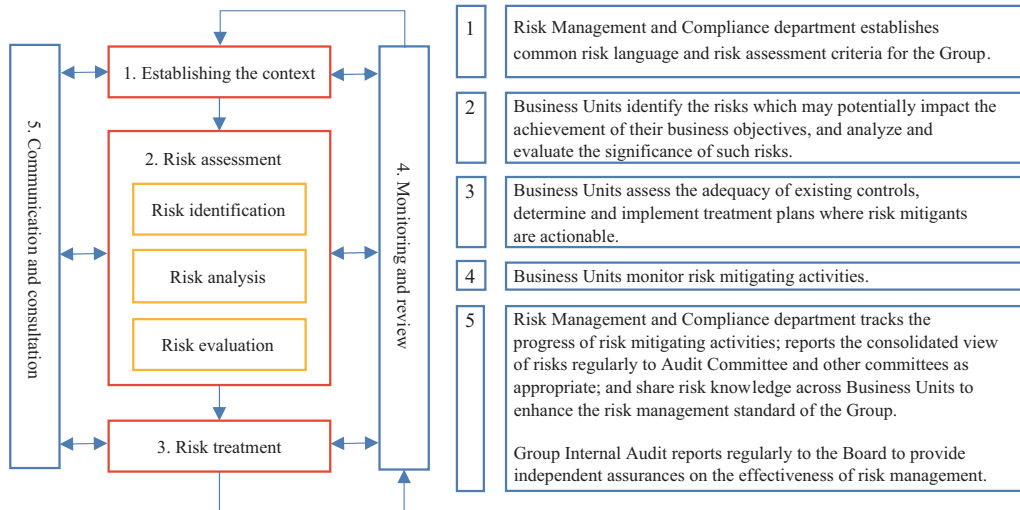 1. Establishing the context
2. Risk assessment
Risk identification
Risk analysis
Risk evaluation
3. Risk treatment
4. Monitoring and review
5. Communication and consultation
1
Risk Management and Compliance department establishes
common risk language and risk assessment criteria for the Group.
2
Business Units identify the risks which may potentially impact the
achievement of their business objectives, and analyze and
evaluate the significance of such risks.
3
Business Units assess the adequacy of existing controls,
determine and implement treatment plans where risk mitigants
are actionable.
4
Business Units monitor risk mitigating activities.
5
Risk Management and Compliance department tracks the
progress of risk mitigating activities; reports the consolidated view
of risks regularly to Audit Committee and other committees as
appropriate; and share risk knowledge across Business Units to
enhance the risk management standard of the Group.
Group Internal Audit reports regularly to the Board to provide
independent assurances on the effectiveness of risk management.